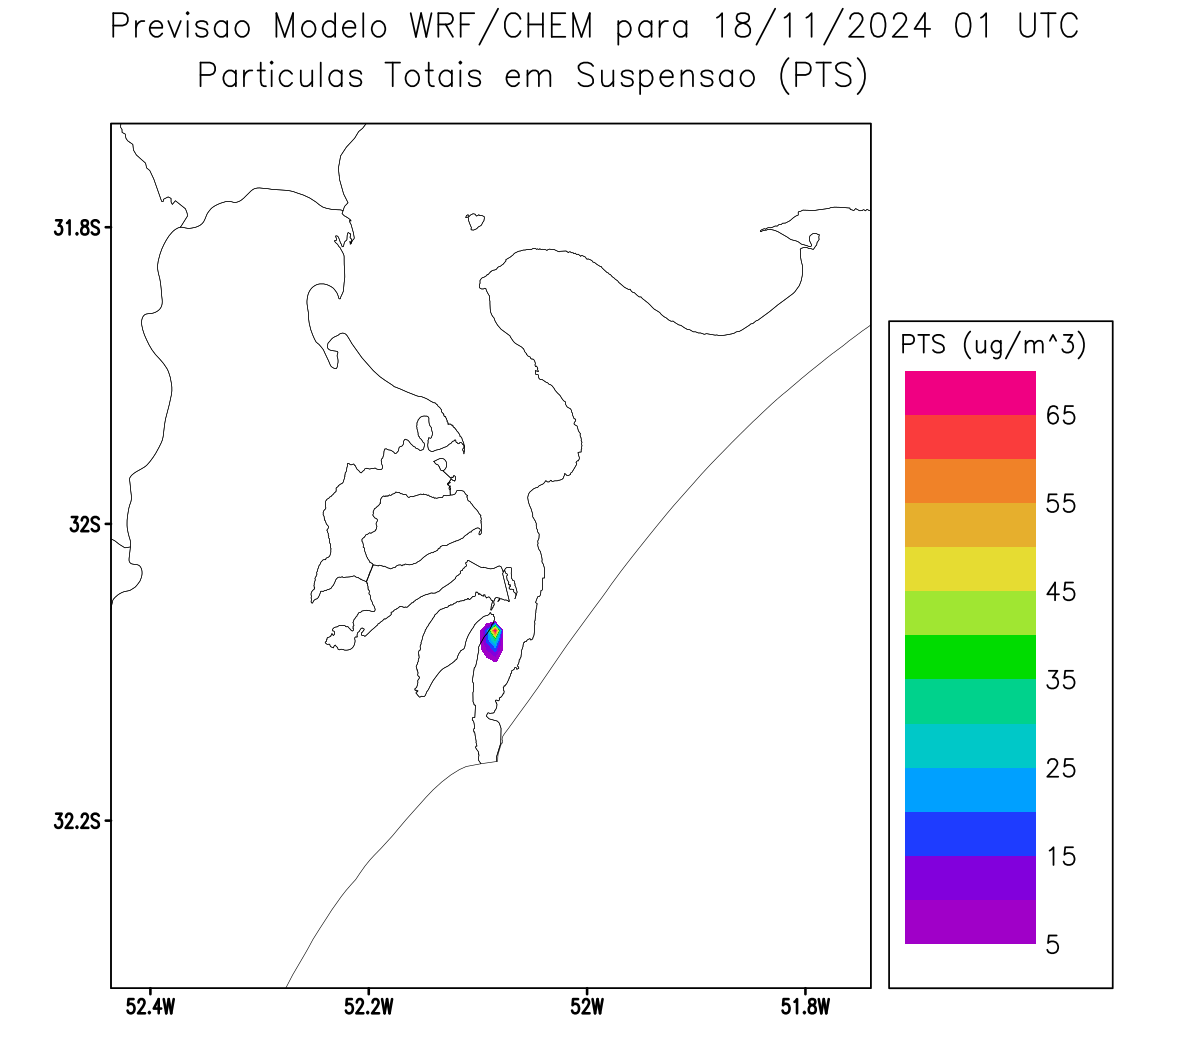 Previsao Modelo WRF/CHEM para 18/11/2024 01 UTC
Particulas Totais em Suspensao (PTS)
31.8S
32S
32.2S
52.4W
52.2W
52W
51.8W
PTS (ug/m^3)
65
55
45
35
25
15
5